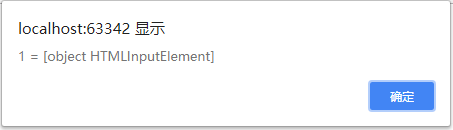 localhost:63342 显示
1 = [object HTMLInputElement]
确定